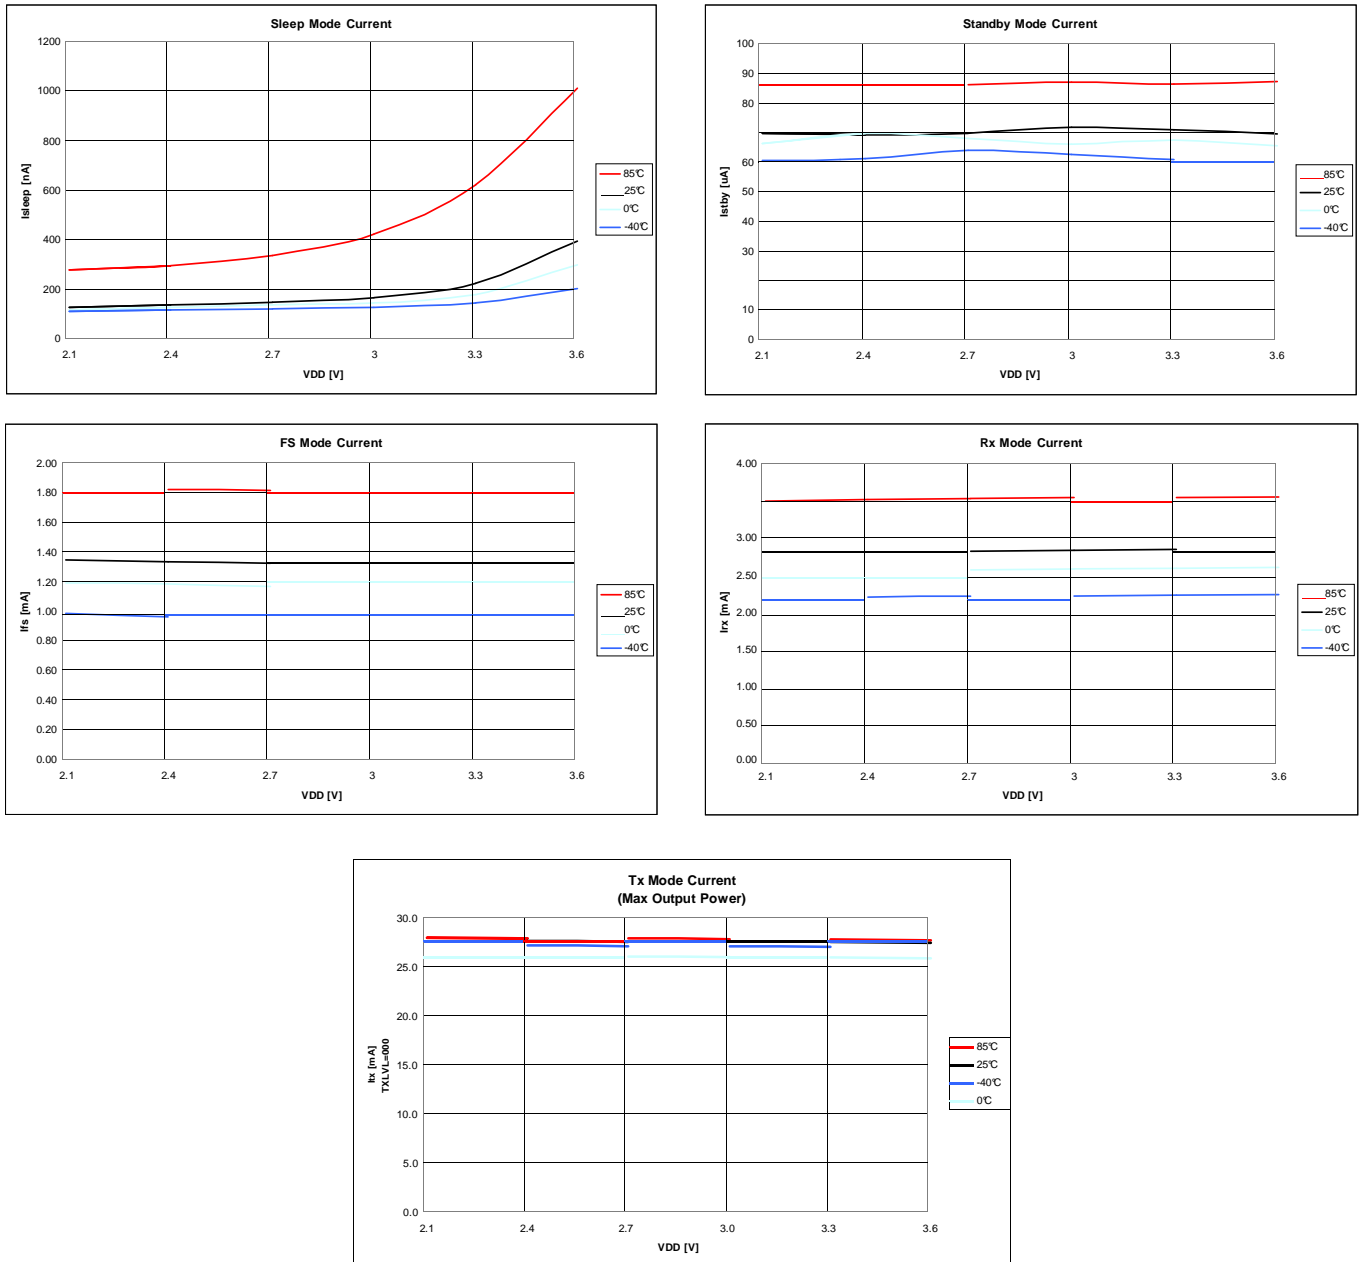 Sleep Mode Current
1200
1000
800
600
400
200
0
Isleep [nA]
2.1 2.4 2.7 3 3.3 3.6
VDD [V]
85°C
25°C
0°C
-40°C
Standby Mode Current
100
90
80
70
60
50
40
30
20
10
0
Istby [uA]
2.1 2.4 2.7 3 3.3 3.6
VDD [V]
85°C
25°C
0°C
-40°C
FS Mode Current
2.00
1.80
1.60
1.40
1.20
1.00
0.80
0.60
0.40
0.20
0.00
Ifs [mA]
2.1 2.4 2.7 3 3.3 3.6
VDD [V]
85°C
25°C
0°C
-40°C
Rx Mode Current
4.00
3.50
3.00
2.50
2.00
1.50
1.00
0.50
0.00
Irx [mA]
2.1 2.4 2.7 3 3.3 3.6
VDD [V]
85°C
25°C
0°C
-40°C
Tx Mode Current
(Max Output Power)
30.0
25.0
20.0
15.0
10.0
5.0
0.0
Itx [mA]
TXLVL=000
2.1 2.4 2.7 3.0 3.3 3.6
VDD [V]
85°C
25°C
-40°C
0°C